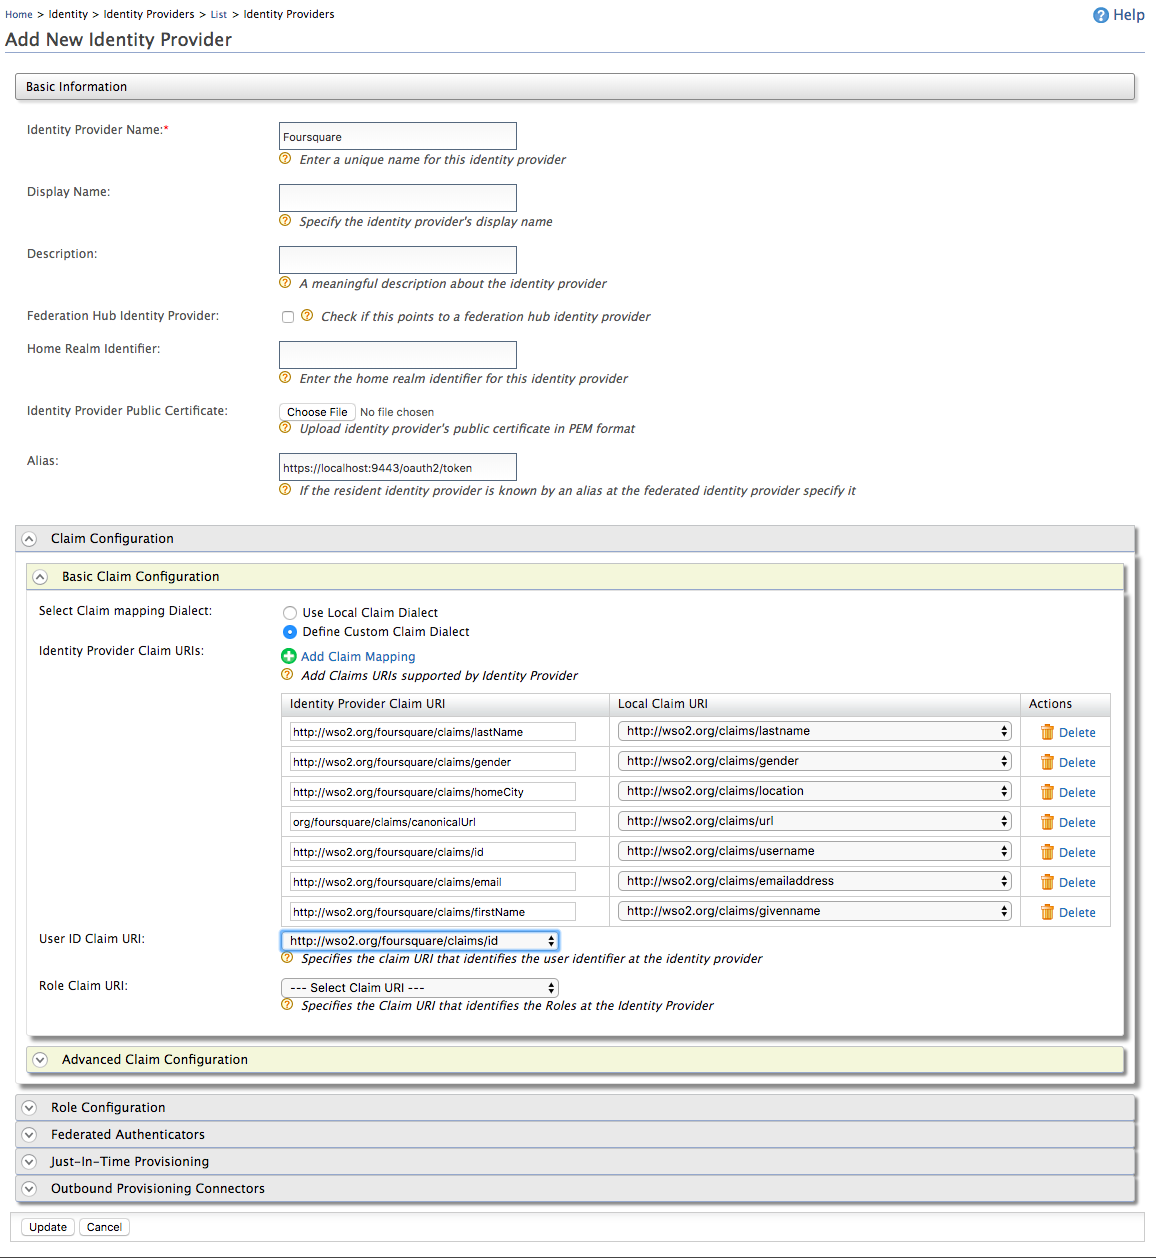 Home > Identity > Identity Providers > List > Identity Providers
Help
Add New Identity Provider
Basic Information
Identity Provider Name:*
Foursquare
Enter a unique name for this identity provider
Display Name:
Specify the identity provider's display name
Description:
A meaningful description about the identity provider
Federation Hub Identity Provider:
Check if this points to a federation hub identity provider
Home Realm Identifier:
Enter the home realm identifier for this identity provider
Identity Provider Public Certificate:
Choose File No file chosen
Upload identity provider's public certificate in PEM format
Alias:
https://localhost:9443/oauth2/token
If the resident identity provider is known by an alias at the federated identity provider specify it
Claim Configuration
Basic Claim Configuration
Select Claim mapping Dialect:
Use Local Claim Dialect
Define Custom Claim Dialect
Identity Provider Claim URIs:
Add Claim Mapping
Add Claims URIs supported by Identity Provider
Identity Provider Claim URI Local Claim URI Actions
http://wso2.org/foursquare/claims/lastName http://wso2.org/claims/lastname Delete
http://wso2.org/foursquare/claims/gender http://wso2.org/claims/gender Delete
http://wso2.org/foursquare/claims/homeCity http://wso2.org/claims/location Delete
org/foursquare/claims/canonicalUrl http://wso2.org/claims/url Delete
http://wso2.org/foursquare/claims/id http://wso2.org/claims/username Delete
http://wso2.org/foursquare/claims/email http://wso2.org/claims/emailaddress Delete
http://wso2.org/foursquare/claims/firstName http://wso2.org/claims/givenname Delete
User ID Claim URI:
http://wso2.org/foursquare/claims/id
Specifies the claim URI that identifies the user identifier at the identity provider
Role Claim URI:
--- Select Claim URI ---
Specifies the Claim URI that identifies the Roles at the Identity Provider
Advanced Claim Configuration
Role Configuration
Federated Authenticators
Just-In-Time Provisioning
Outbound Provisioning Connectors
Update Cancel